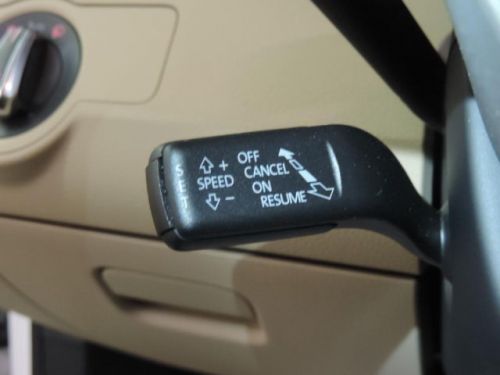 SET
+
SPEED
-
OFF
CANCEL
ON
RESUME